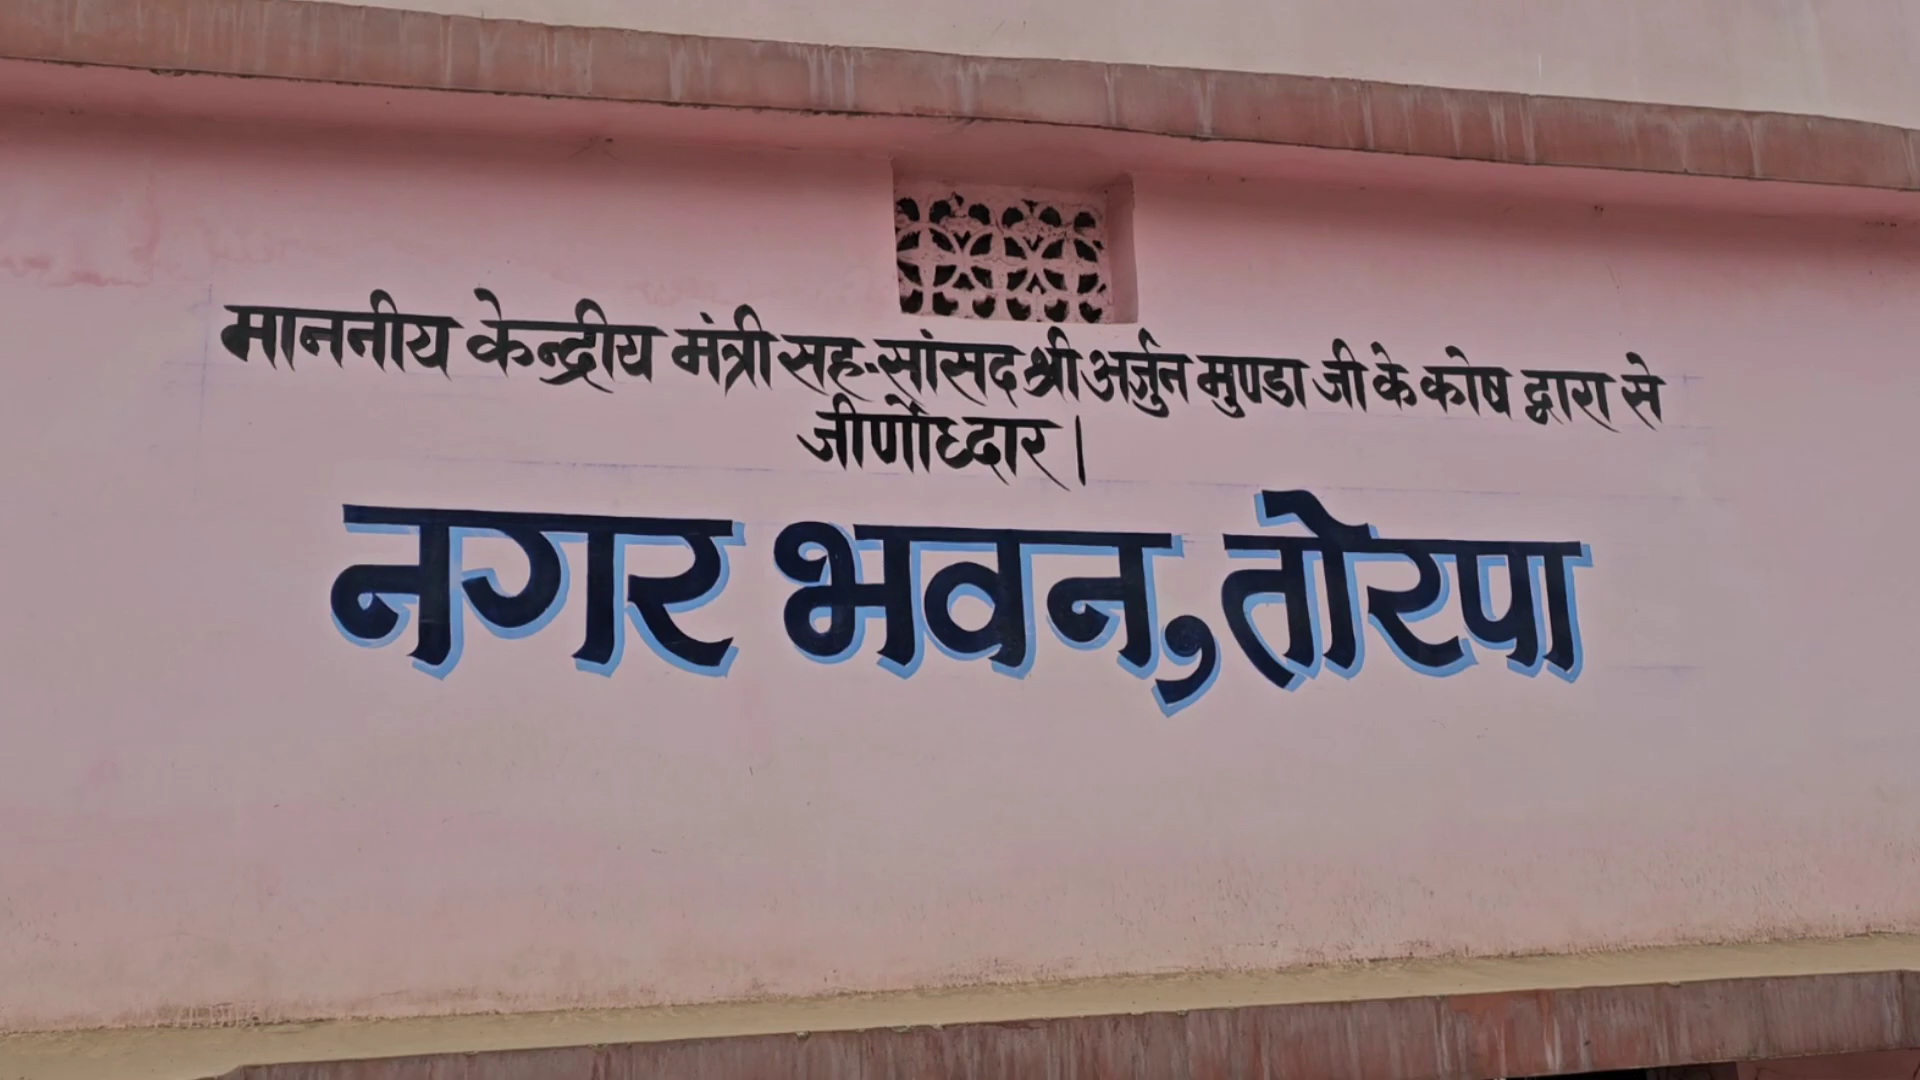 माननीय केन्द्रीय मंत्री सह-सांसद श्री अर्जुन मुण्डा जी के कोष द्वारा से
जीर्णोध्दार।
नगर भवन, तोरपा